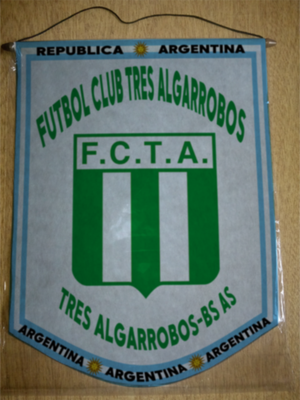 REPUBLICA ARGENTINA
FUTBOL CLUB TRES ALGARROBOS
F.C.T.A.
TRES ALGARROBOS-BS AS
ARGENTINA ARGENTINA ARGENTINA